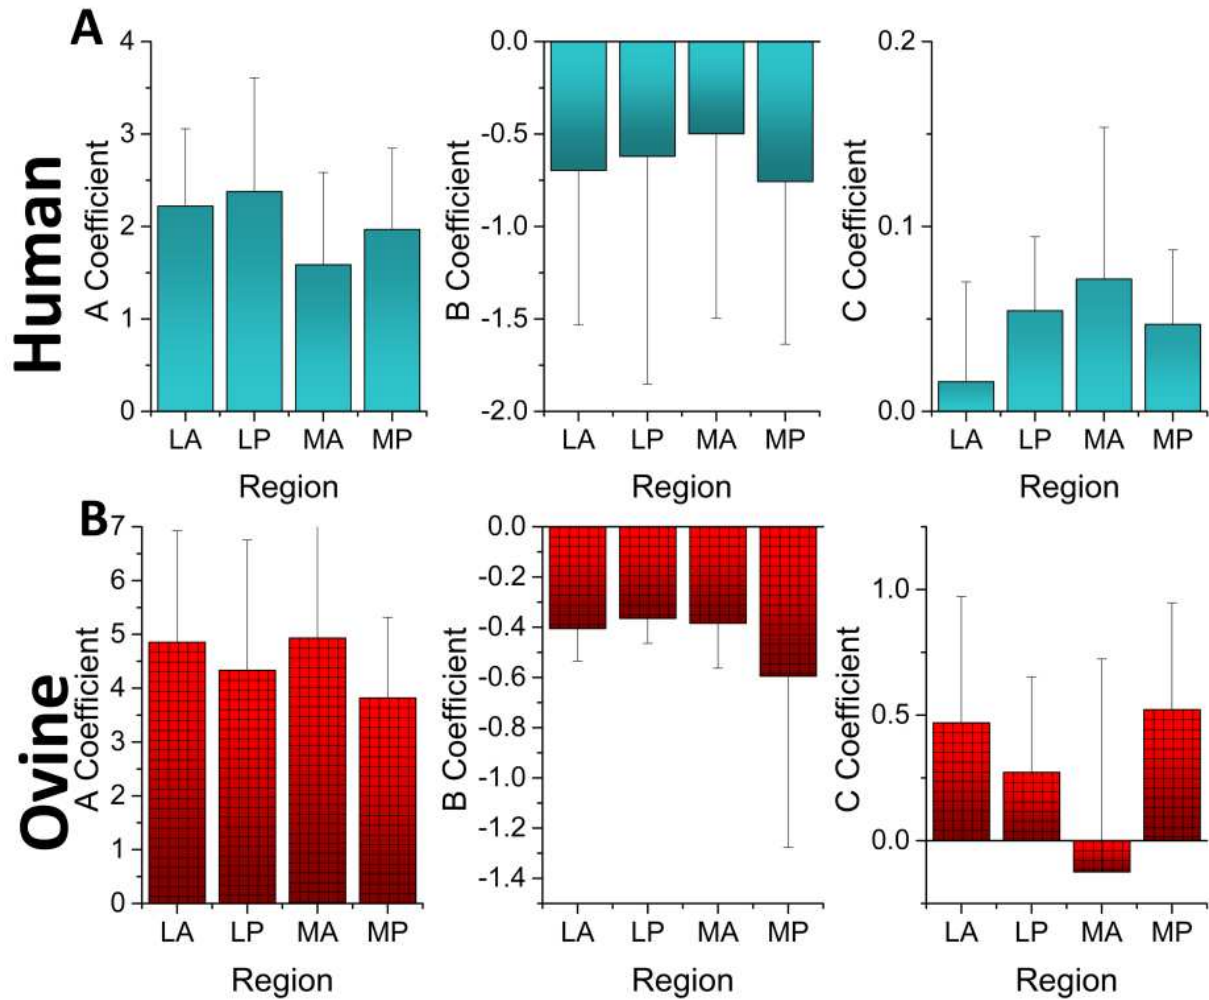 A
Human
A Coefficient
4
3
2
1
0
LA LP MA MP
Region
B Coefficient
0.0
-0.5
-1.0
-1.5
-2.0
LA LP MA MP
Region
C Coefficient
0.2
0.1
0.0
LA LP MA MP
Region
B
Ovine
A Coefficient
7
6
5
4
3
2
1
0
LA LP MA MP
Region
B Coefficient
0.0
-0.2
-0.4
-0.6
-0.8
-1.0
-1.2
-1.4
LA LP MA MP
Region
C Coefficient
1.0
0.5
0.0
LA LP MA MP
Region